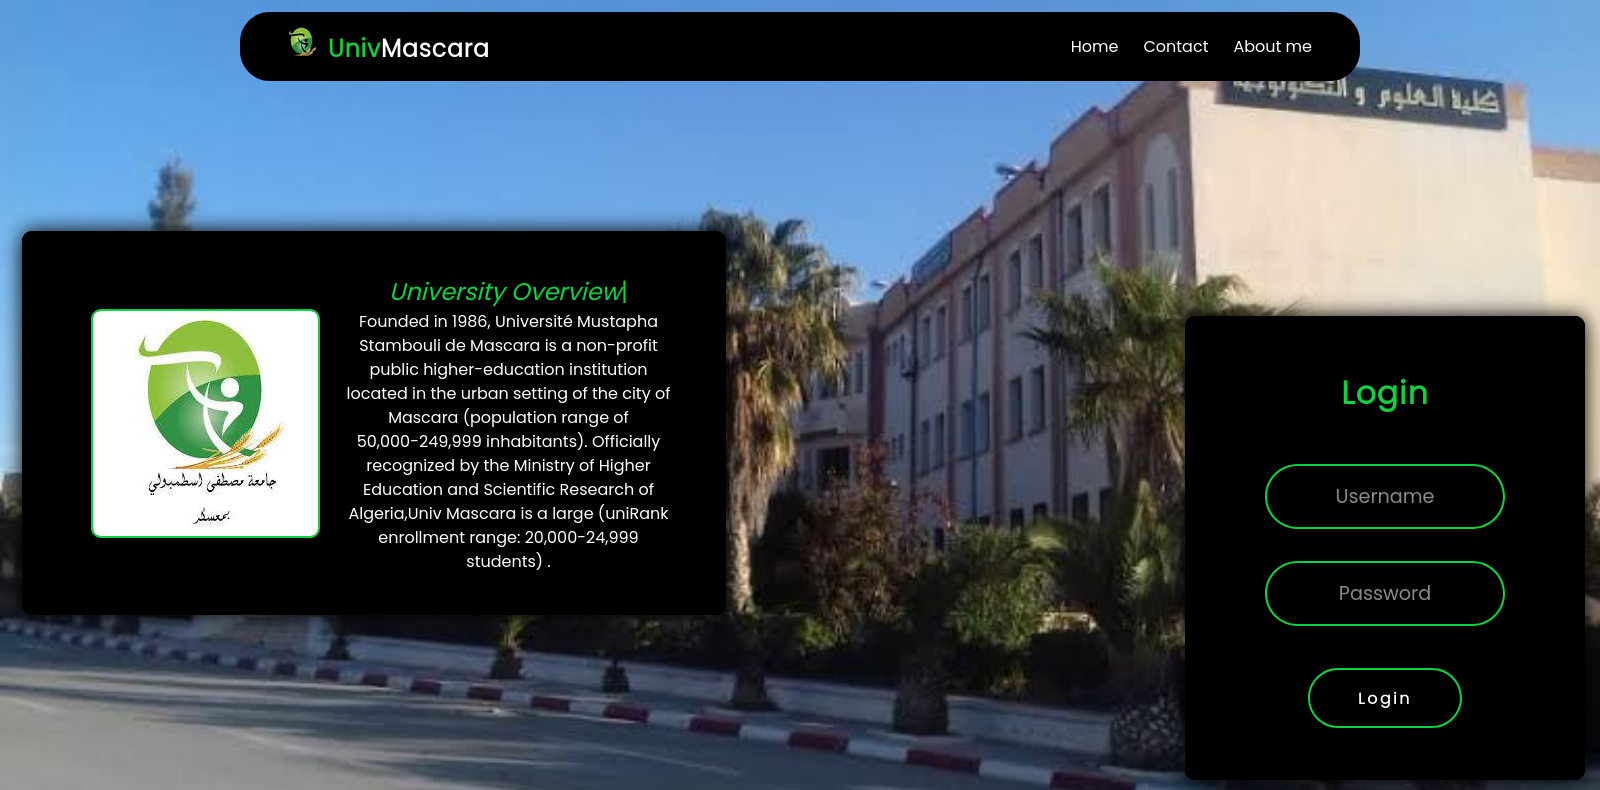 UnivMascara
Home Contact About me
كلية العلوم و التكنولوجية
University Overview
Founded in 1986, Université Mustapha
Stambouli de Mascara is a non-profit
public higher-education institution
located in the urban setting of the city of
Mascara (population range of
50,000-249,999 inhabitants). Officially
recognized by the Ministry of Higher
Education and Scientific Research of
Algeria,Univ Mascara is a large (uniRank
enrollment range: 20,000-24,999
students) .
جامعة مصطفى اسطمبولي
بمعسكر
Login
Username
Password
Login